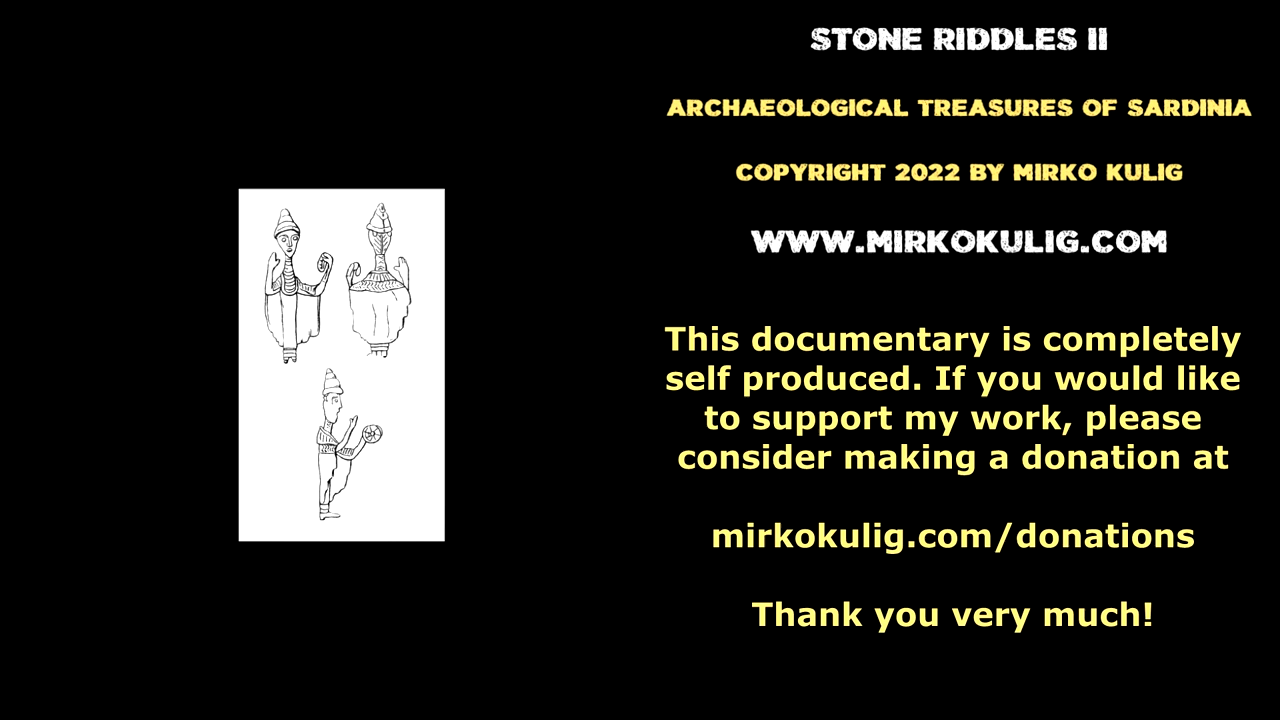 STONE RIDDLES II
ARCHAEOLOGICAL TREASURES OF SARDINIA
COPYRIGHT 2022 BY MIRKO KULIG
WWW.MIRKOKULIG.COM
This documentary is completely
self produced. If you would like
to support my work, please
consider making a donation at
mirkokulig.com/donations
Thank you very much!